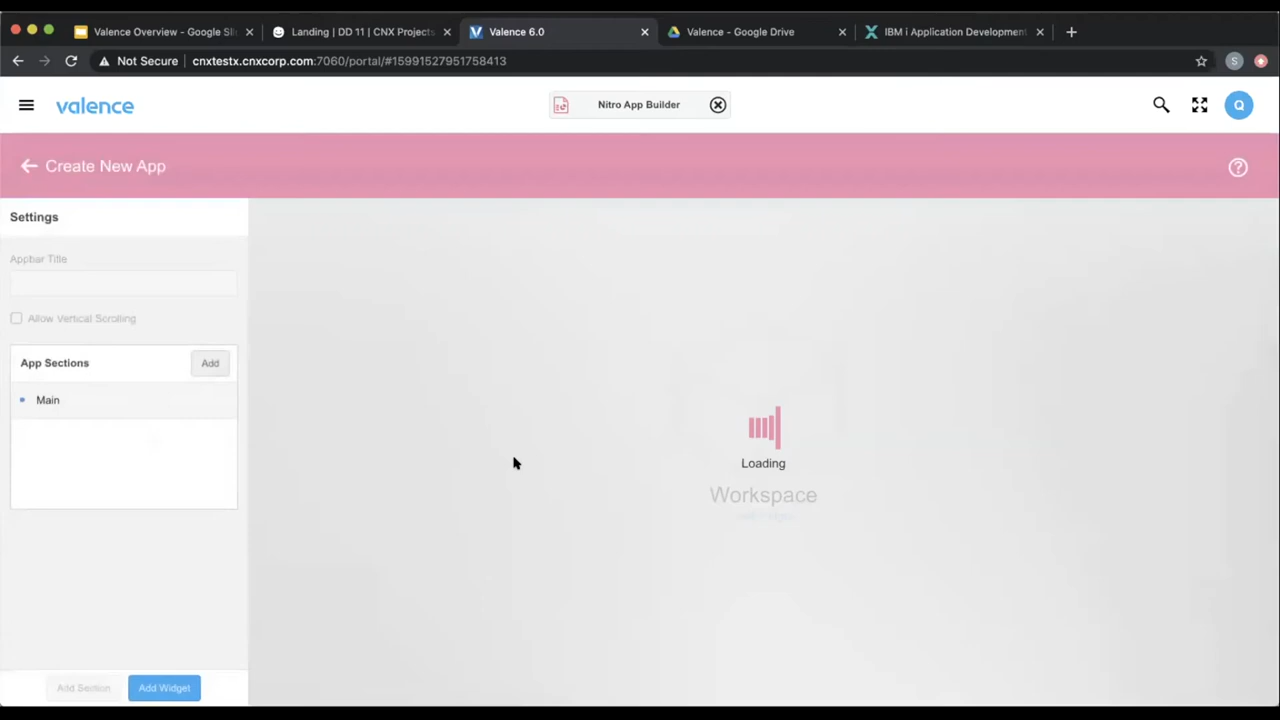 Valence Overview - Google Sli
Landing | DD 11 | CNX Projects
Valence 6.0
Valence - Google Drive
IBM i Application Development
Not Secure
cnxtestx.cnxcorp.com:7060/portal/#15991527951758413
S
valence
Nitro App Builder
Q
Create New App
Settings
Appbar Title
Allow Vertical Scrolling
App Sections
Add
Main
Loading
Workspace
Add Section
Add Widget